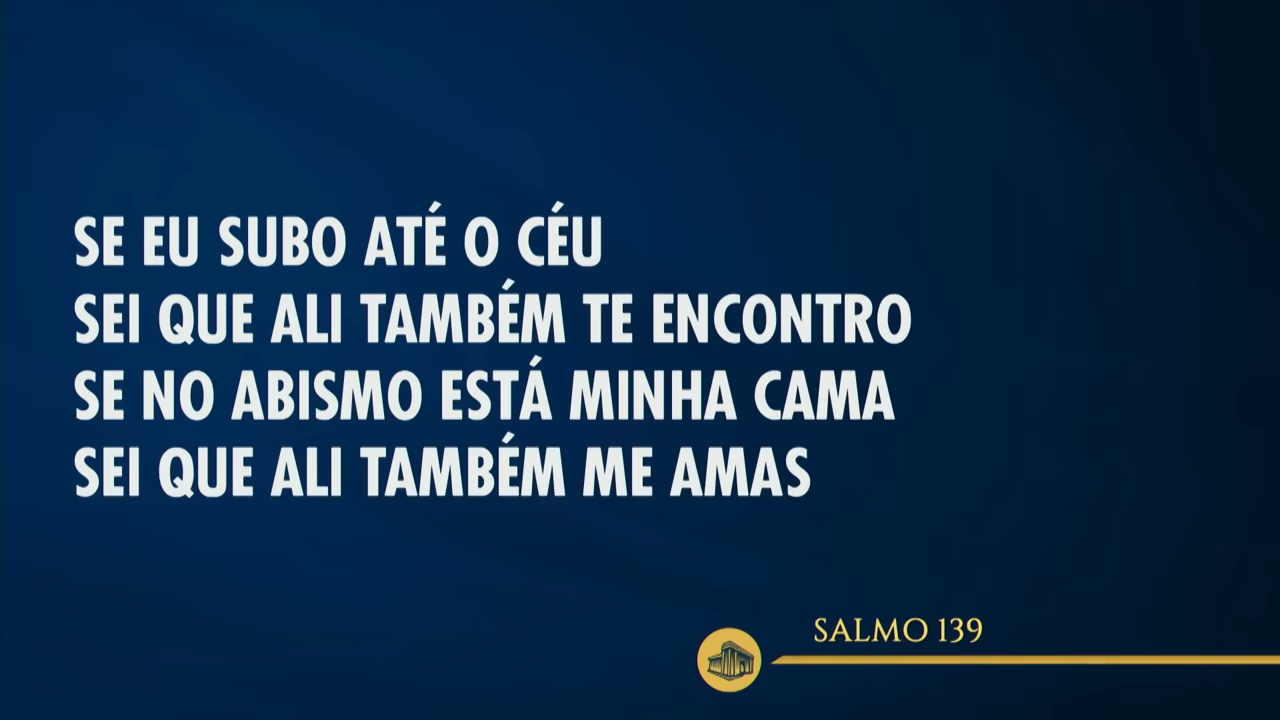 SE EU SUBO ATÉ O CÉU
SEI QUE ALI TAMBÉM TE ENCONTRO
SE NO ABISMO ESTÁ MINHA CAMA
SEI QUE ALI TAMBÉM ME AMAS
SALMO 139